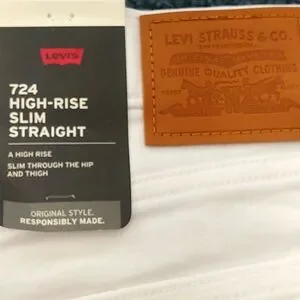 Levi's
724
HIGH-RISE
SLIM
STRAIGHT
A HIGH RISE
SLIM THROUGH THE HIP
AND THIGH
ORIGINAL STYLE.
RESPONSIBLY MADE.
LEVI STRAUSS & CO.
GENUINE QUALITY CLOTHING